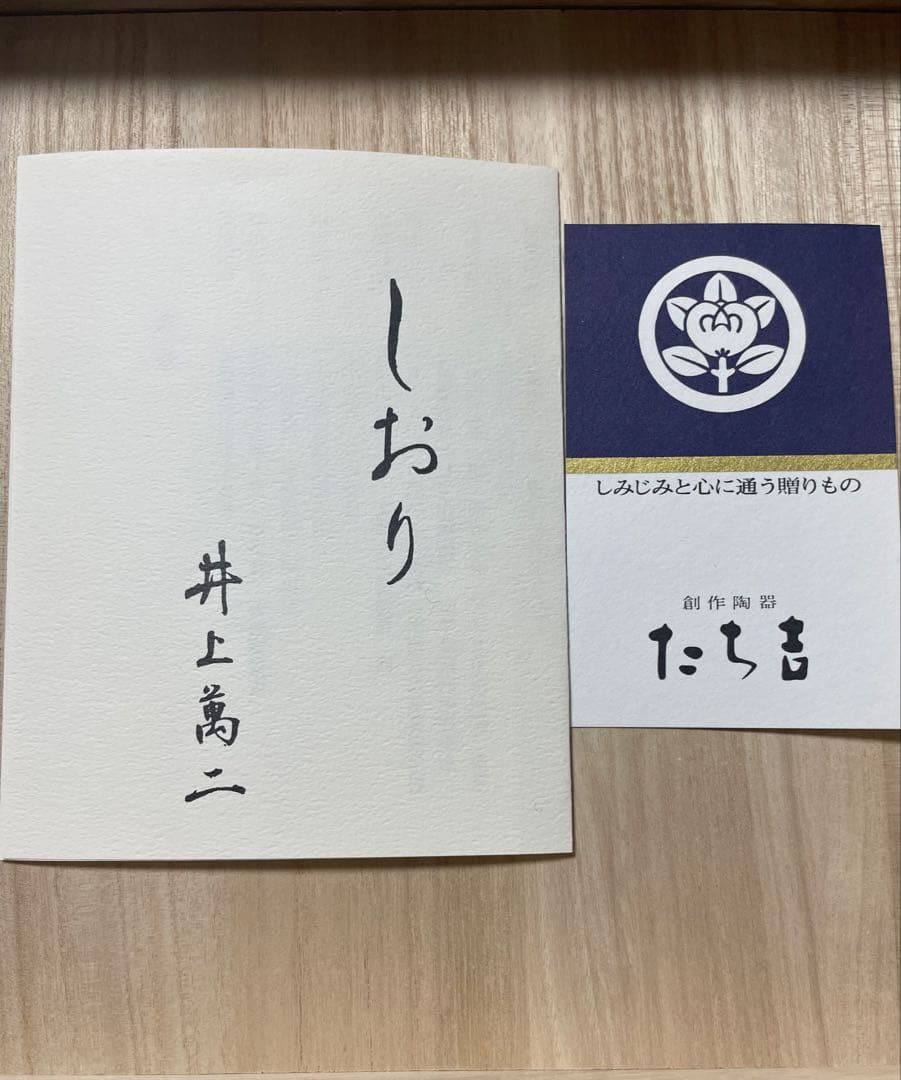 しおり
井上萬二
しみじみと心に通う贈りもの
創作陶器
たち吉